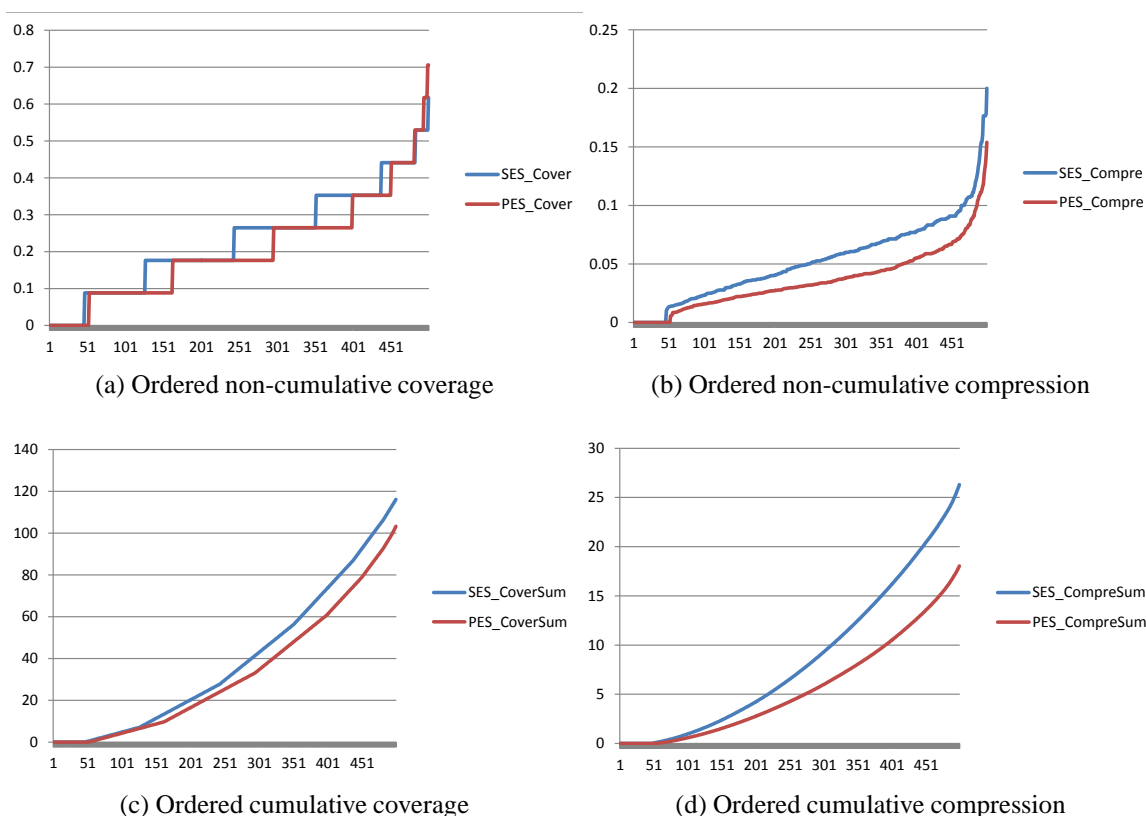 0.8
0.7
0.6
0.5
0.4
0.3
0.2
0.1
0
1 51 101 151 201 251 301 351 401 451
SES_Cover
PES_Cover
(a) Ordered non-cumulative coverage
0.25
0.2
0.15
0.1
0.05
0
1 51 101 151 201 251 301 351 401 451
SES_Compre
PES_Compre
(b) Ordered non-cumulative compression
140
120
100
80
60
40
20
0
1 51 101 151 201 251 301 351 401 451
SES_CoverSum
PES_CoverSum
(c) Ordered cumulative coverage
30
25
20
15
10
5
0
1 51 101 151 201 251 301 351 401 451
SES_CompreSum
PES_CompreSum
(d) Ordered cumulative compression